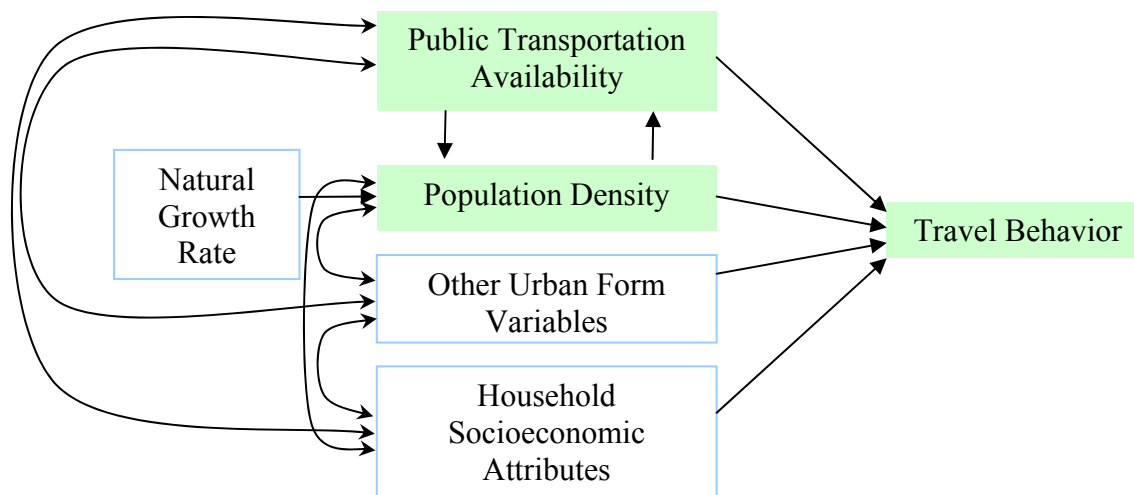 Public Transportation
Availability
Natural
Growth
Rate
Population Density
Travel Behavior
Other Urban Form
Variables
Household
Socioeconomic
Attributes